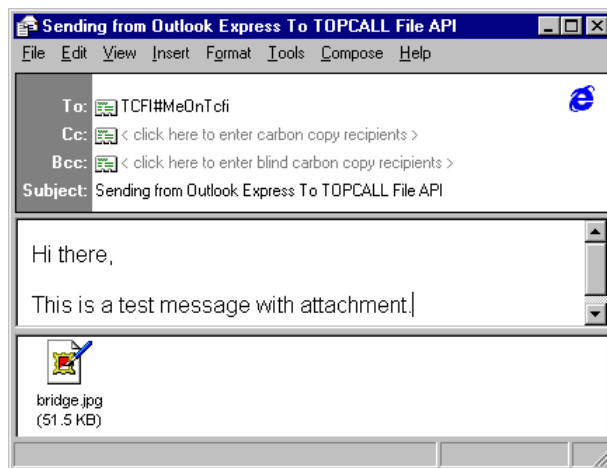 Sending from Outlook Express To TOPCALL File API
File Edit View Insert Format Tools Compose Help
To: TCFI#MeOnTcfi
Cc: < click here to enter carbon copy recipients >
Bcc: < click here to enter blind carbon copy recipients >
Subject: Sending from Outlook Express To TOPCALL File API
Hi there,
This is a test message with attachment.
bridge.jpg
(51.5 KB)